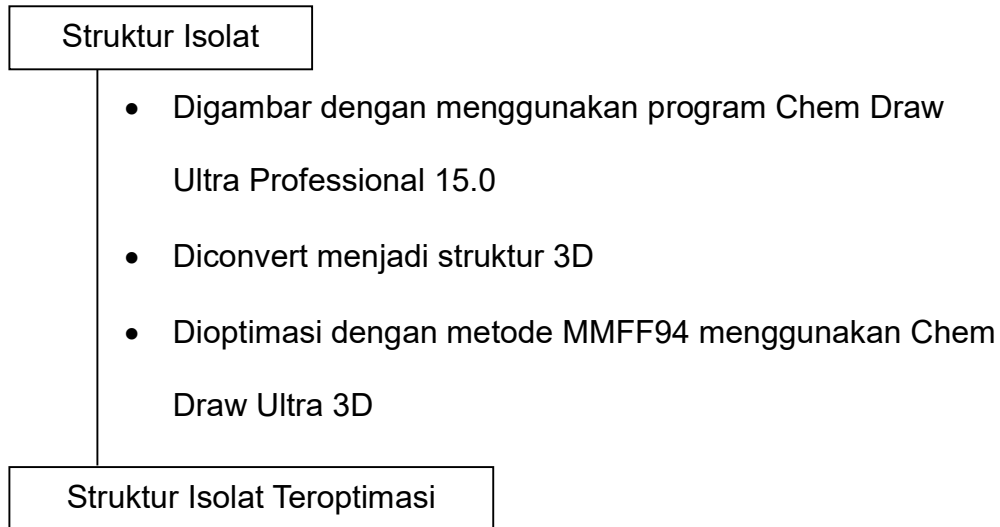 Struktur Isolat
• Digambar dengan menggunakan program Chem Draw
Ultra Professional 15.0
• Diconvert menjadi struktur 3D
• Dioptimasi dengan metode MMFF94 menggunakan Chem
Draw Ultra 3D
Struktur Isolat Teroptimasi